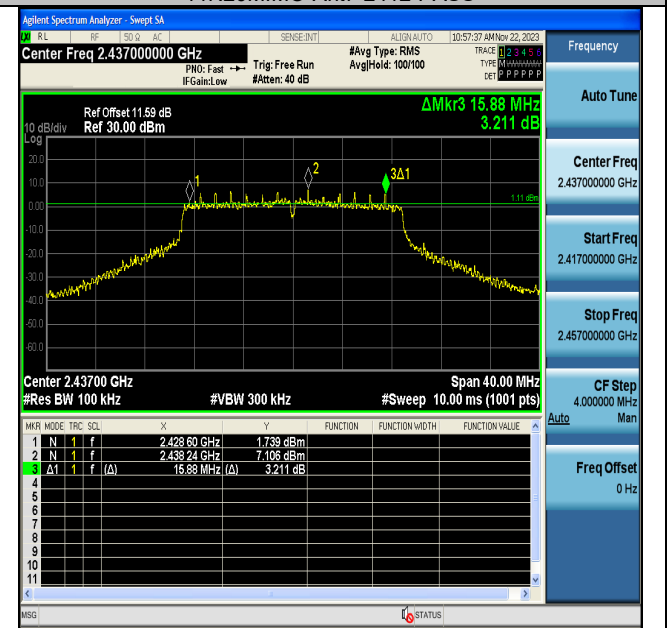 Agilent Spectrum Analyzer - Swept SA
RL RF 50 Ω AC SENSE:INT ALIGN AUTO 10:57:37 AM Nov 22, 2023
Center Freq 2.437000000 GHz
PNO: Fast
IFGain:Low
Trig: Free Run
#Atten: 40 dB
#Avg Type: RMS
Avg|Hold: 100/100
TRACE 1 2 3 4 5 6
TYPE M
DET P P P P P P
Ref Offset 11.59 dB
10 dB/div Ref 30.00 dBm
Log
ΔMkr3 15.88 MHz
3.211 dB
20.0
10.0
0.00
-10.0
-20.0
-30.0
-40.0
-50.0
-60.0
1
2
3Δ1
1.11 dBm
Center 2.43700 GHz Span 40.00 MHz
#Res BW 100 kHz #VBW 300 kHz #Sweep 10.00 ms (1001 pts)
MKR MODE TRC SCL X Y FUNCTION FUNCTION WIDTH FUNCTION VALUE
1 N 1 f 2.428 60 GHz 1.739 dBm
2 N 1 f 2.438 24 GHz 7.106 dBm
3 Δ1 1 f (Δ) 15.88 MHz (Δ) 3.211 dB
4
5
6
7
8
9
10
11
MSG STATUS
Frequency
Auto Tune
Center Freq
2.437000000 GHz
Start Freq
2.417000000 GHz
Stop Freq
2.457000000 GHz
CF Step
4.000000 MHz
Auto Man
Freq Offset
0 Hz